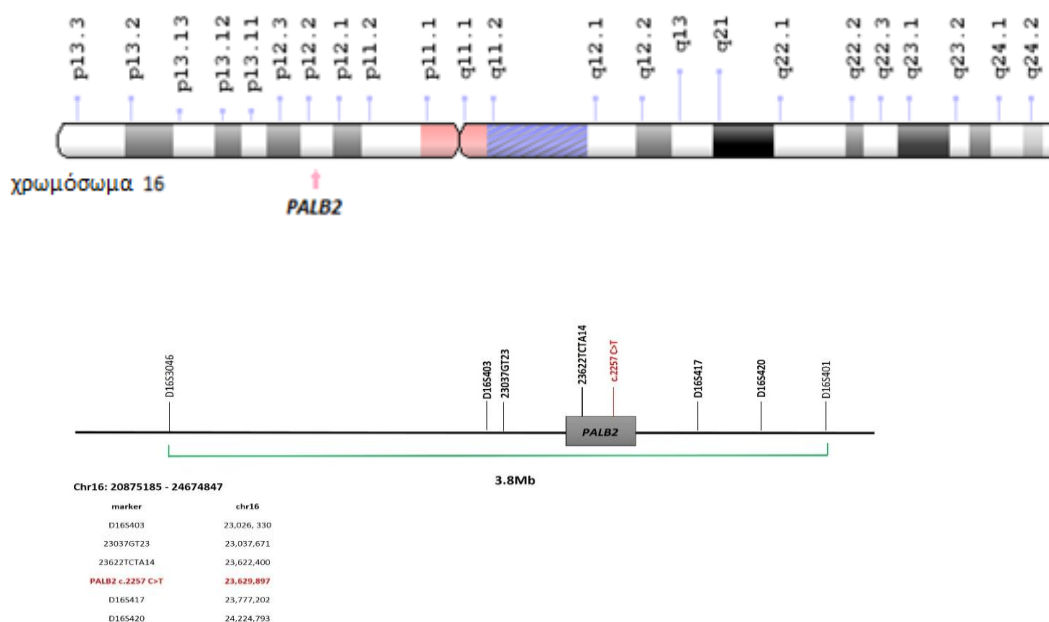 p13.3
p13.2
p13.13
p13.12
p13.11
p12.3
p12.2
p12.1
p11.2
p11.1
q11.1
q11.2
q12.1
q12.2
q13
q21
q22.1
q22.2
q22.3
q23.1
q23.2
q24.1
q24.2
χρωμόσωμα 16
PALB2
D16S3046
D16S403
23037GT23
23622TCTA14
c.2257 C>T
D16S417
D16S420
D16S401
PALB2
3.8Mb
Chr16: 20875185 - 24674847
marker chr16
D16S403 23,026, 330
23037GT23 23,037,671
23622TCTA14 23,622,400
PALB2 c.2257 C>T 23,629,897
D16S417 23,777,202
D16S420 24,224,793